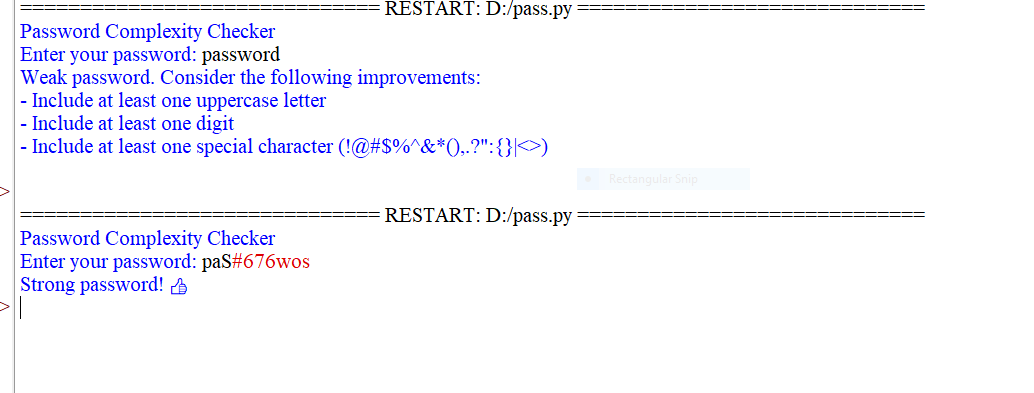 ============================== RESTART: D:/pass.py =============================
Password Complexity Checker
Enter your password: password
Weak password. Consider the following improvements:
- Include at least one uppercase letter
- Include at least one digit
- Include at least one special character (!@#$%^&*(),.?":{}|<>)
Rectangular Snip
>
============================== RESTART: D:/pass.py =============================
Password Complexity Checker
Enter your password: paS#676wos
Strong password! 👍
>